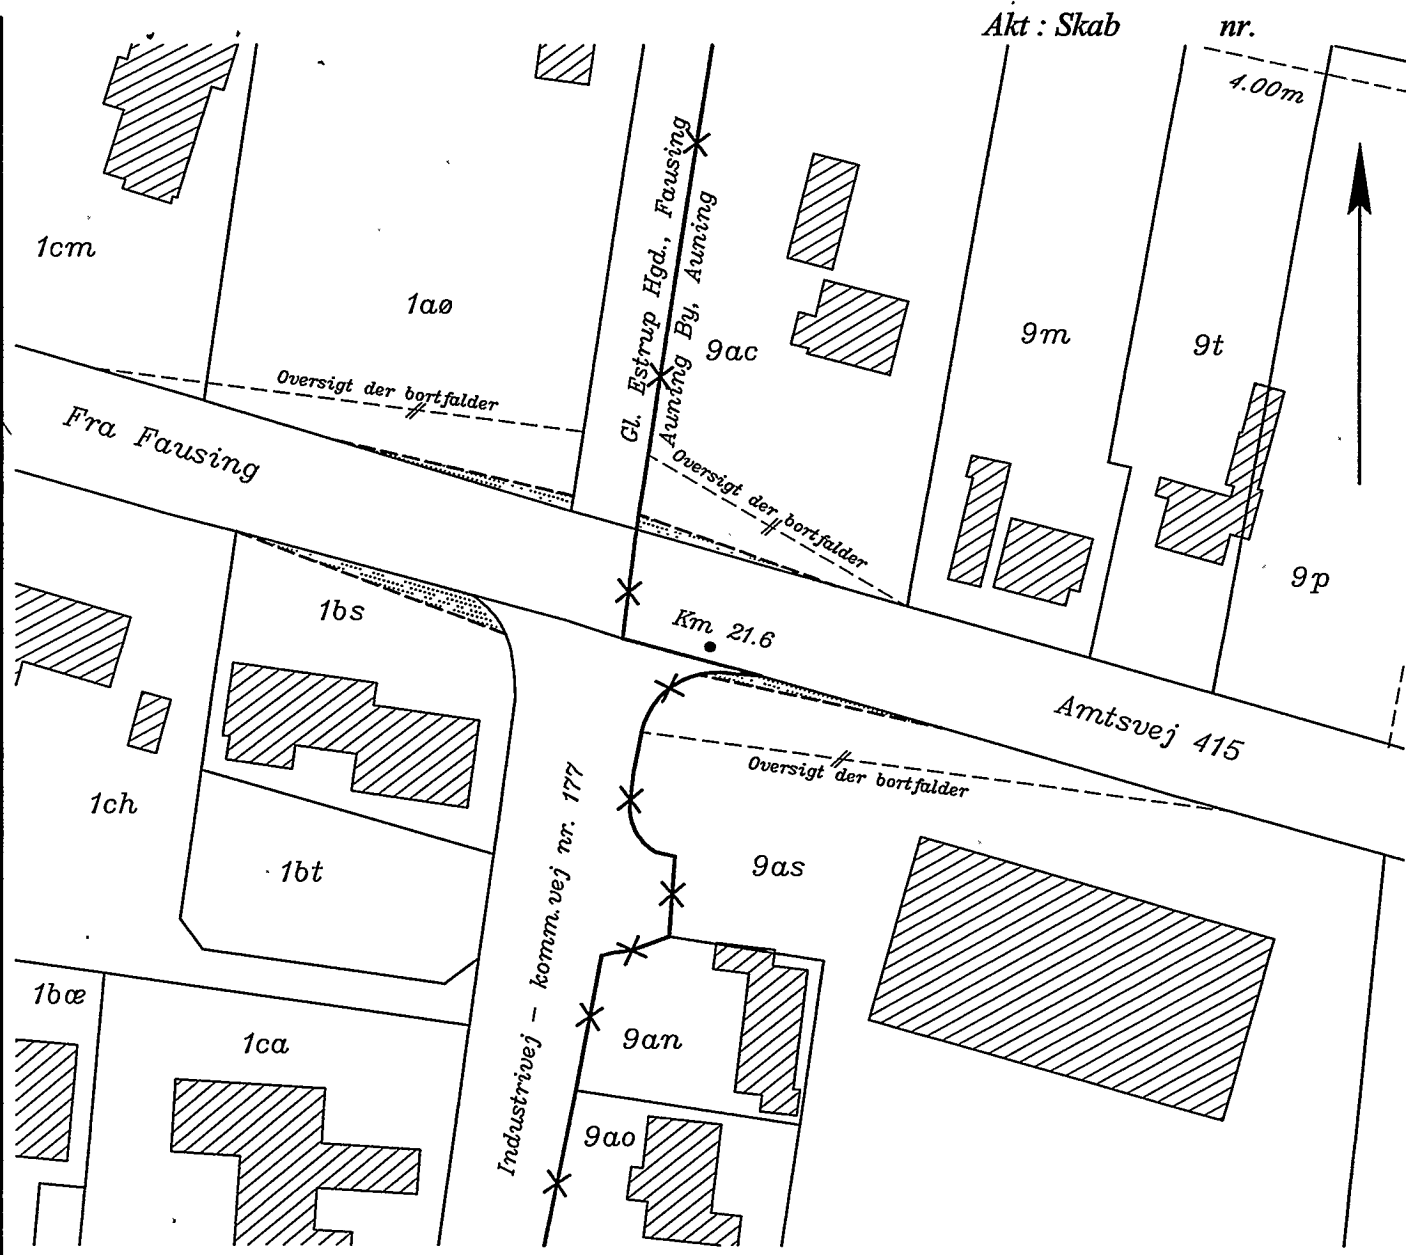 Akt : Skab nr.
4.00m
1cm
1aø
Gl. Estrup Hgd., Fausing
Auning By, Auning
9ac
9m
9t
Oversigt der bortfalder
Fra Fausing
Oversigt der bortfalder
9p
1bs
Km 21.6
Amtsvej 415
Oversigt der bortfalder
1ch
1bt
Industrivej – komm.vej nr. 177
9as
1bæ
1ca
9an
9ao